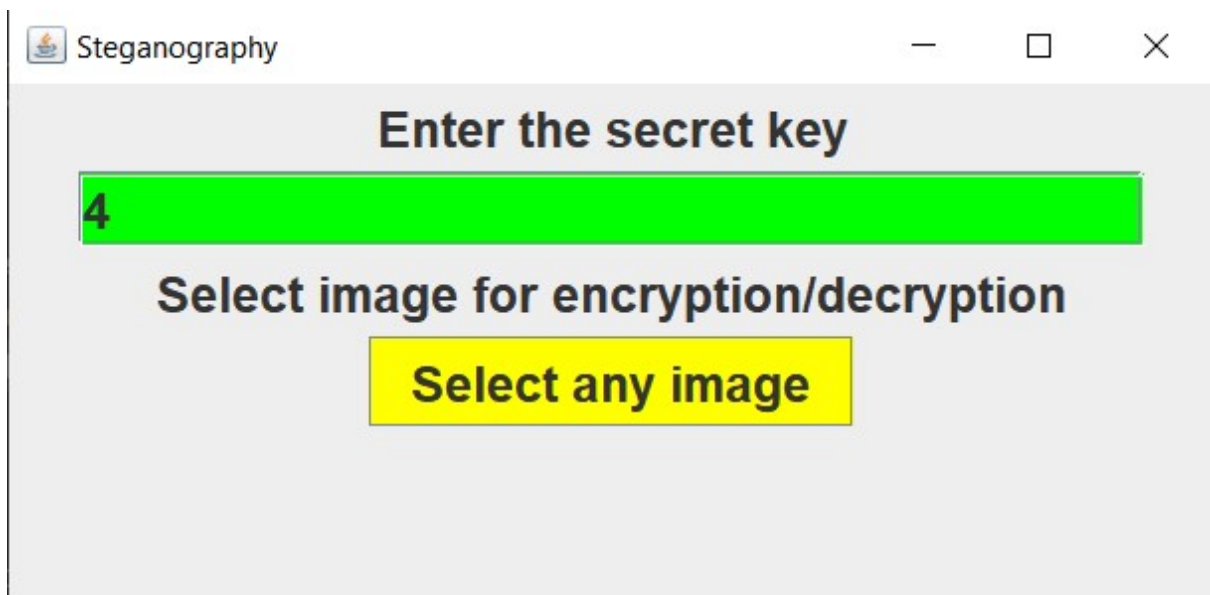 Steganography
Enter the secret key
4
Select image for encryption/decryption
Select any image